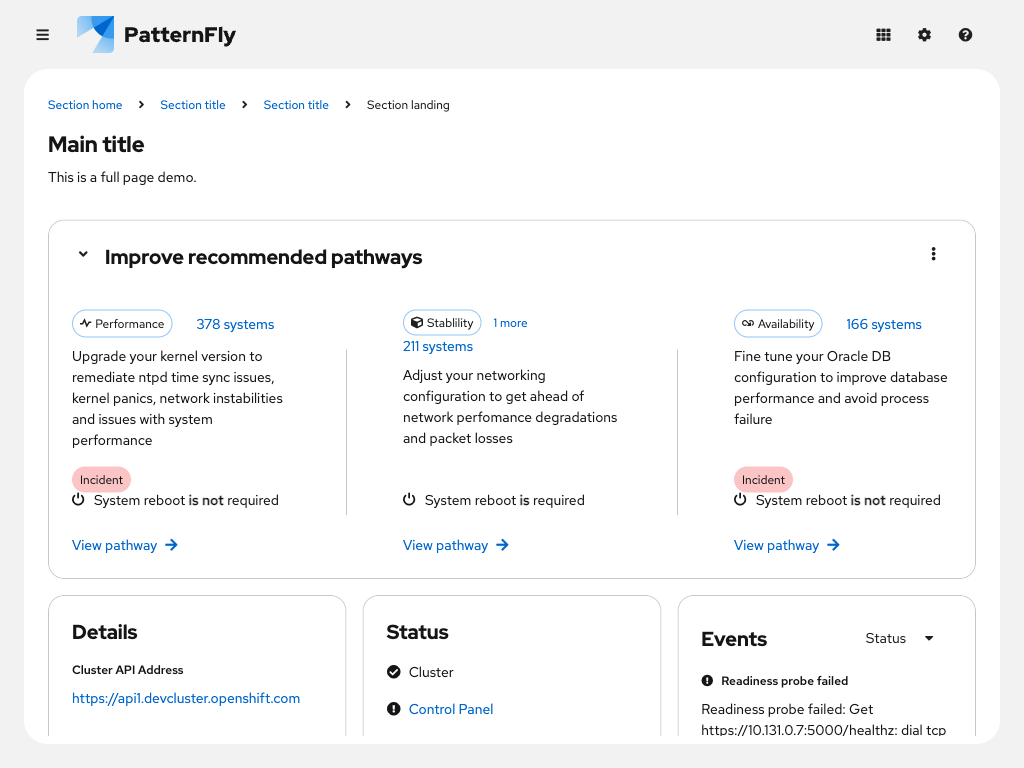 PatternFly
Section home
Section title
Section title
Section landing
Main title
This is a full page demo.
Improve recommended pathways
Performance
378 systems
Upgrade your kernel version to
remediate ntpd time sync issues,
kernel panics, network instabilities
and issues with system
performance
Incident
System reboot is not required
View pathway
Stablility
1 more
211 systems
Adjust your networking
configuration to get ahead of
network perfomance degradations
and packet losses
System reboot is required
View pathway
Availability
166 systems
Fine tune your Oracle DB
configuration to improve database
performance and avoid process
failure
Incident
System reboot is not required
View pathway
Details
Cluster API Address
https://api1.devcluster.openshift.com
Status
Cluster
Control Panel
Events
Status
Readiness probe failed
Readiness probe failed: Get
https://10.131.0.7:5000/healthz: dial tcp